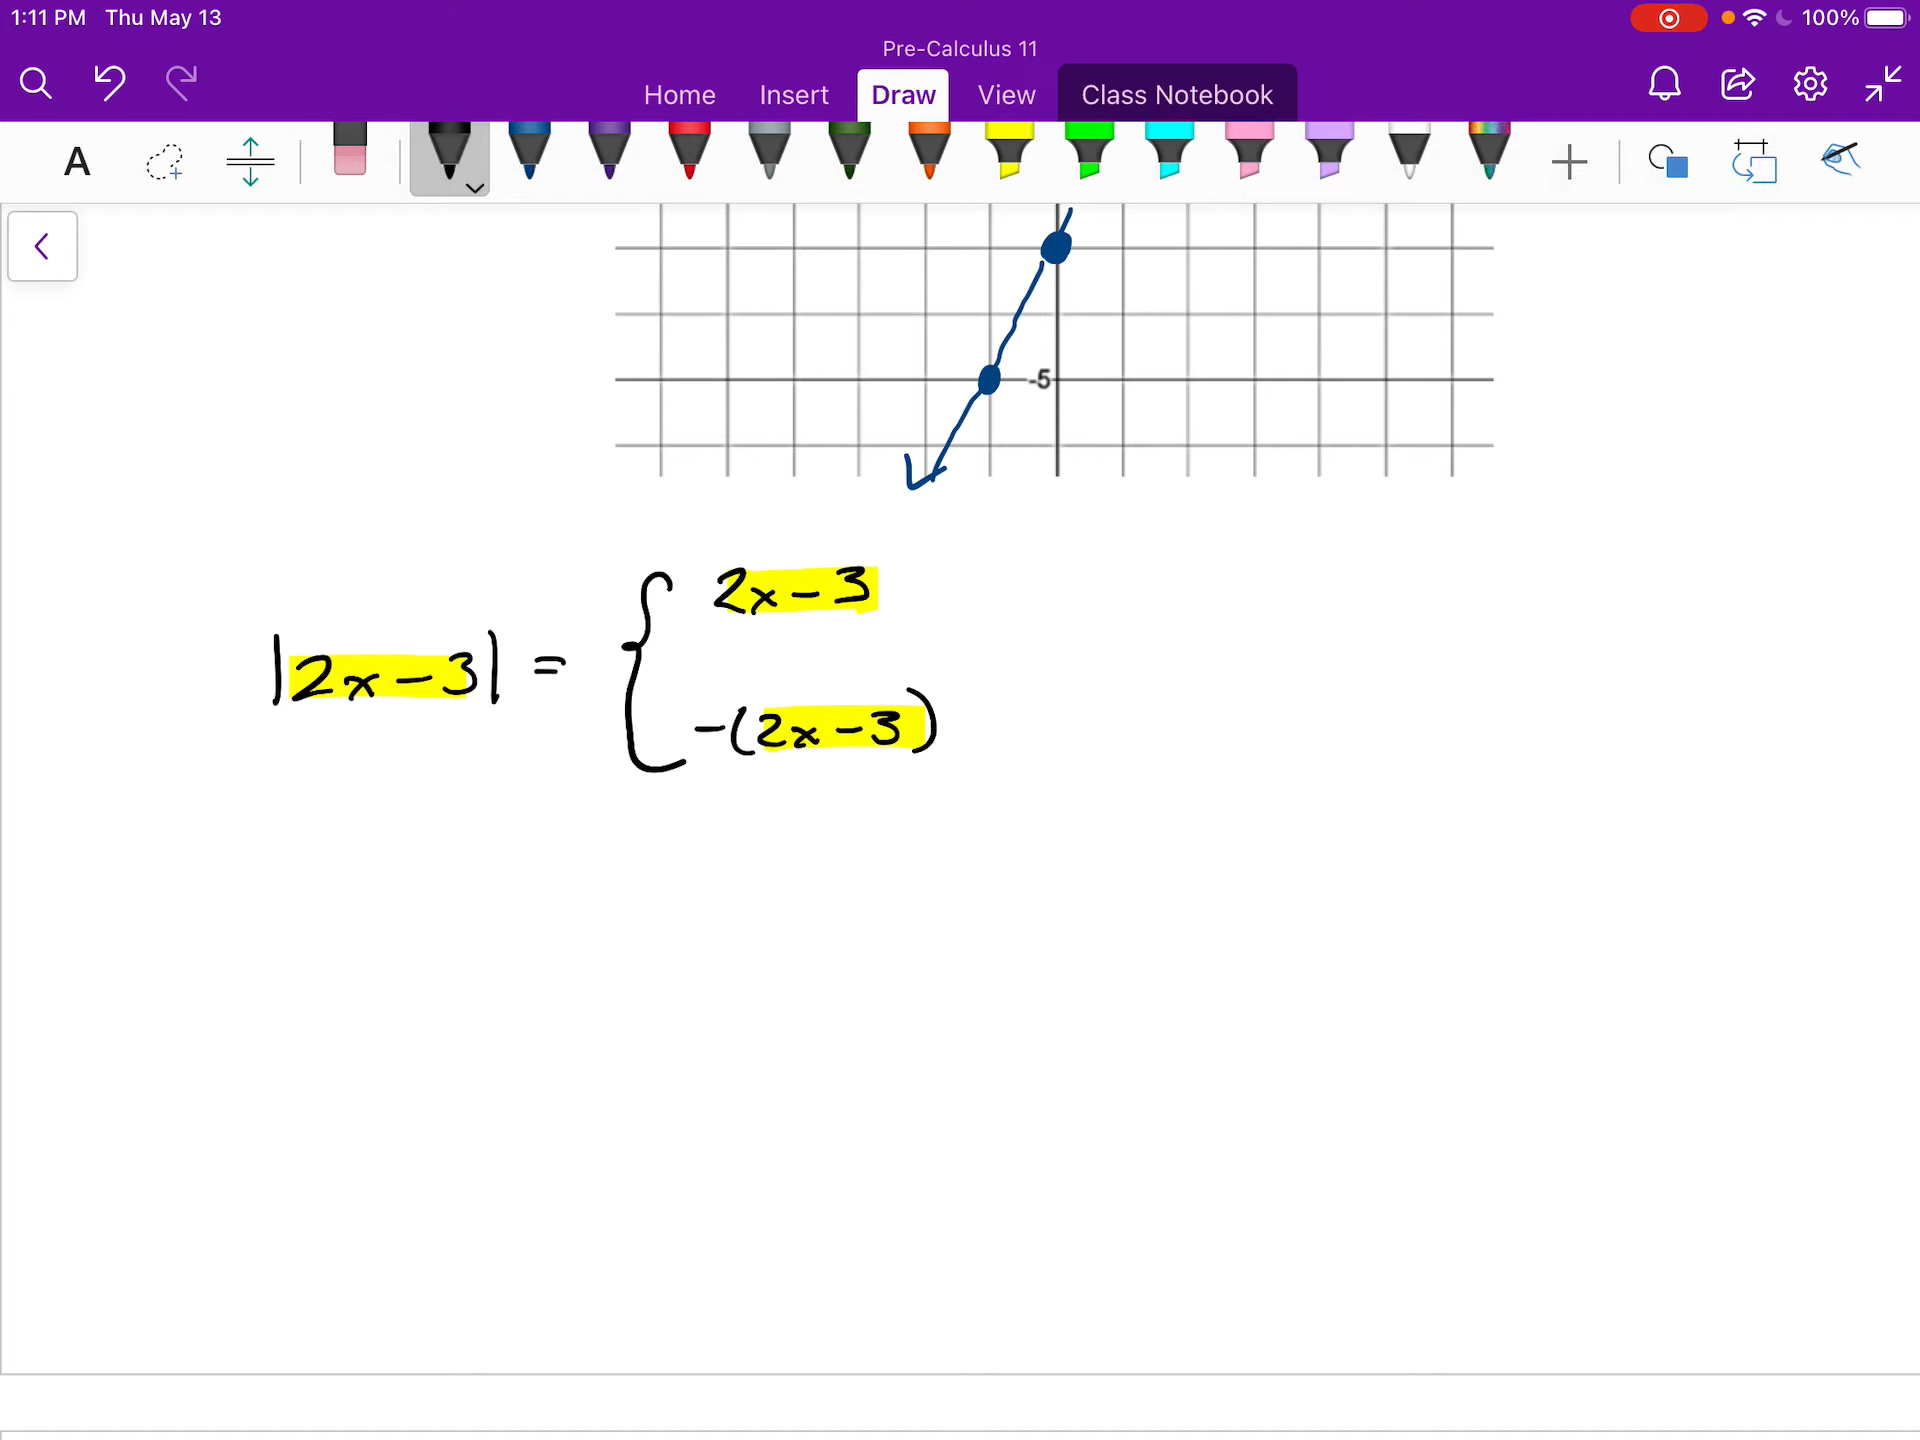 1:11 PM Thu May 13
100%
Pre-Calculus 11
Home Insert Draw View Class Notebook
A
-5
2x - 3
|2x - 3| = {
-(2x - 3)